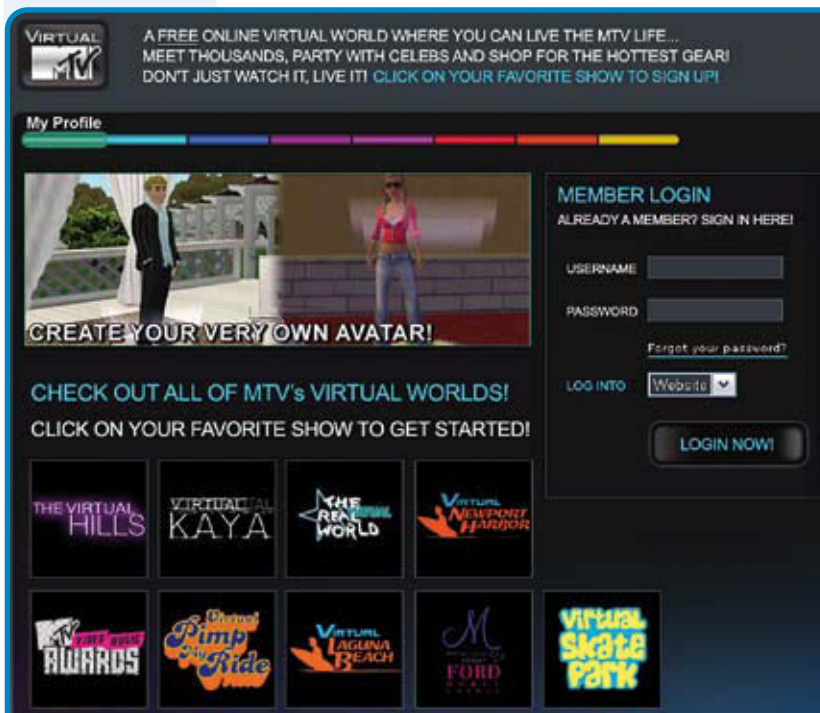 VIRTUAL
MTV
A FREE ONLINE VIRTUAL WORLD WHERE YOU CAN LIVE THE MTV LIFE...
MEET THOUSANDS, PARTY WITH CELEBS AND SHOP FOR THE HOTTEST GEAR!
DON'T JUST WATCH IT, LIVE IT! CLICK ON YOUR FAVORITE SHOW TO SIGN UP!
My Profile
CREATE YOUR VERY OWN AVATAR!
MEMBER LOGIN
ALREADY A MEMBER? SIGN IN HERE!
USERNAME
PASSWORD
Forgot your password?
LOG INTO Website
LOGIN NOW!
CHECK OUT ALL OF MTV's VIRTUAL WORLDS!
CLICK ON YOUR FAVORITE SHOW TO GET STARTED!
THE VIRTUAL
HILLS
VIRTUAL
KAYA
THE
REAL VIRTUAL
WORLD
VIRTUAL
NEWPORT
HARBOR
MTV VIDEO MUSIC
AWARDS
Virtual
Pimp
My
Ride
VIRTUAL
LAGUNA
BEACH
M
FORD
Virtual
Skate
Park